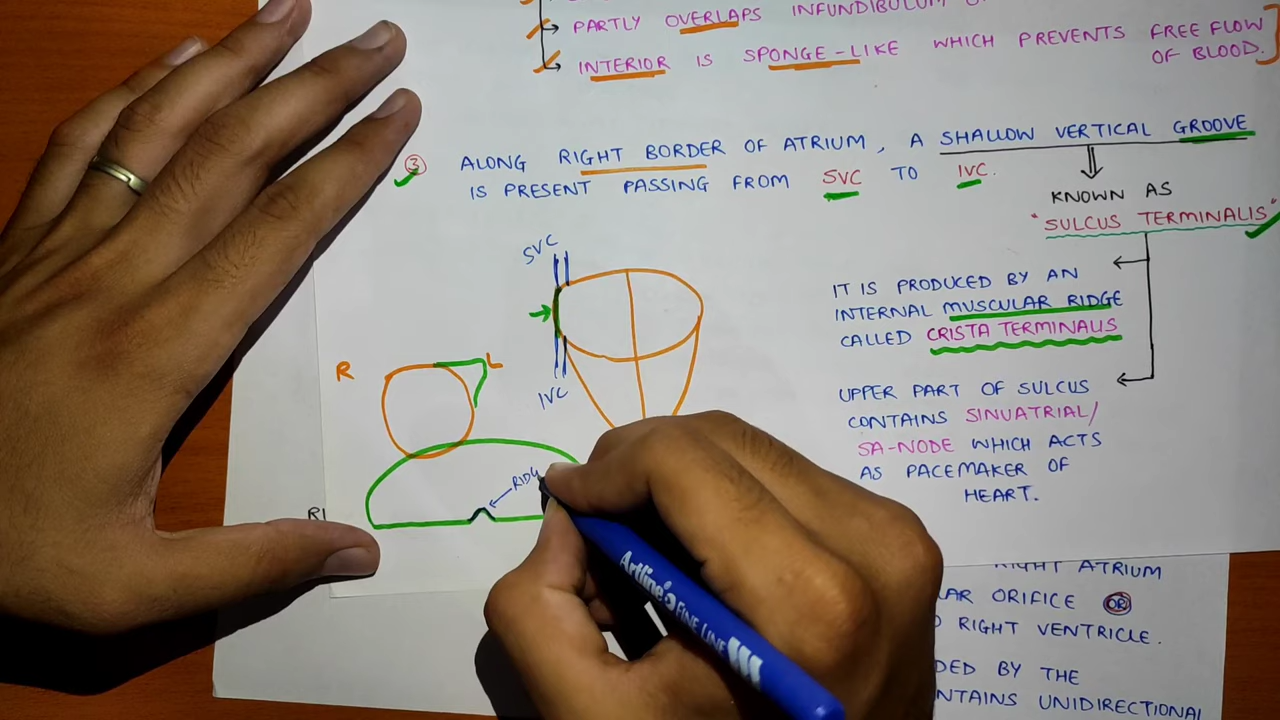 PARTLY OVERLAPS INFUNDIBULUM
INTERIOR IS SPONGE-LIKE WHICH PREVENTS FREE FLOW
OF BLOOD.
③ ALONG RIGHT BORDER OF ATRIUM, A SHALLOW VERTICAL GROOVE
IS PRESENT PASSING FROM SVC TO IVC.
KNOWN AS
"SULCUS TERMINALIS"
SVC
IT IS PRODUCED BY AN
INTERNAL MUSCULAR RIDGE
CALLED CRISTA TERMINALIS
R
L
IVC
UPPER PART OF SULCUS
CONTAINS SINUATRIAL/
SA-NODE WHICH ACTS
AS PACEMAKER OF
HEART.
RIDG
RI
RIGHT ATRIUM
ORIFICE OR
RIGHT VENTRICLE.
BY THE
UNIDIRECTIONAL
Artline
FINE LINE